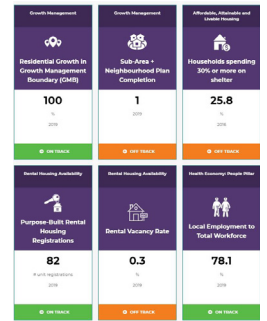 Growth Management
Residential Growth in
Growth Management
Boundary (GMB)
100
%
2019
ON TRACK
Growth Management
Sub-Area +
Neighbourhood Plan
Completion
1
2019
OFF TRACK
Affordable, Attainable and
Livable Housing
Households spending
30% or more on
shelter
25.8
%
2016
OFF TRACK
Rental Housing Availability
Purpose-Built Rental
Housing
Registrations
82
# unit registrations
2019
ON TRACK
Rental Housing Availability
Rental Vacancy Rate
0.3
%
2019
OFF TRACK
Health Economy: People Pillar
Local Employment to
Total Workforce
78.1
%
2016
ON TRACK